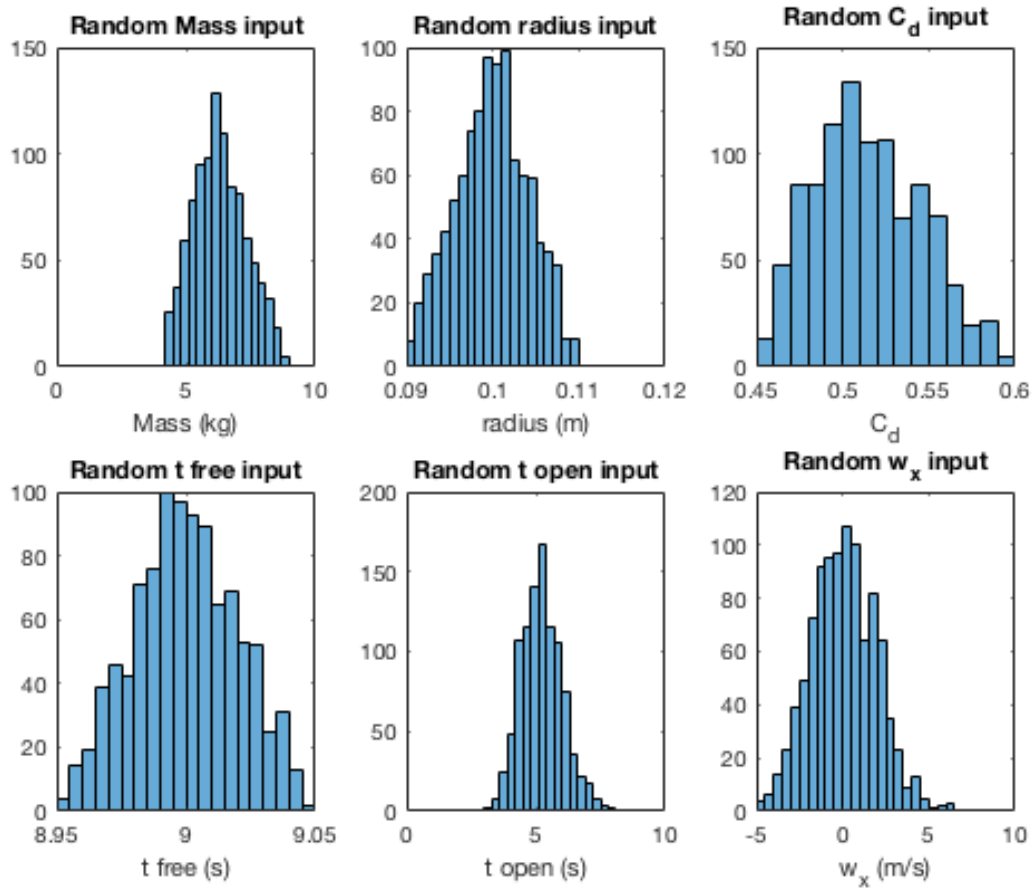 Random Mass input
150
100
50
0
0 5 10
Mass (kg)
Random radius input
100
80
60
40
20
0
0.09 0.1 0.11 0.12
radius (m)
Random C_d input
150
100
50
0
0.45 0.5 0.55 0.6
C_d
Random t free input
100
80
60
40
20
0
8.95 9 9.05
t free (s)
Random t open input
200
150
100
50
0
0 5 10
t open (s)
Random w_x input
120
100
80
60
40
20
0
-5 0 5 10
w_x (m/s)